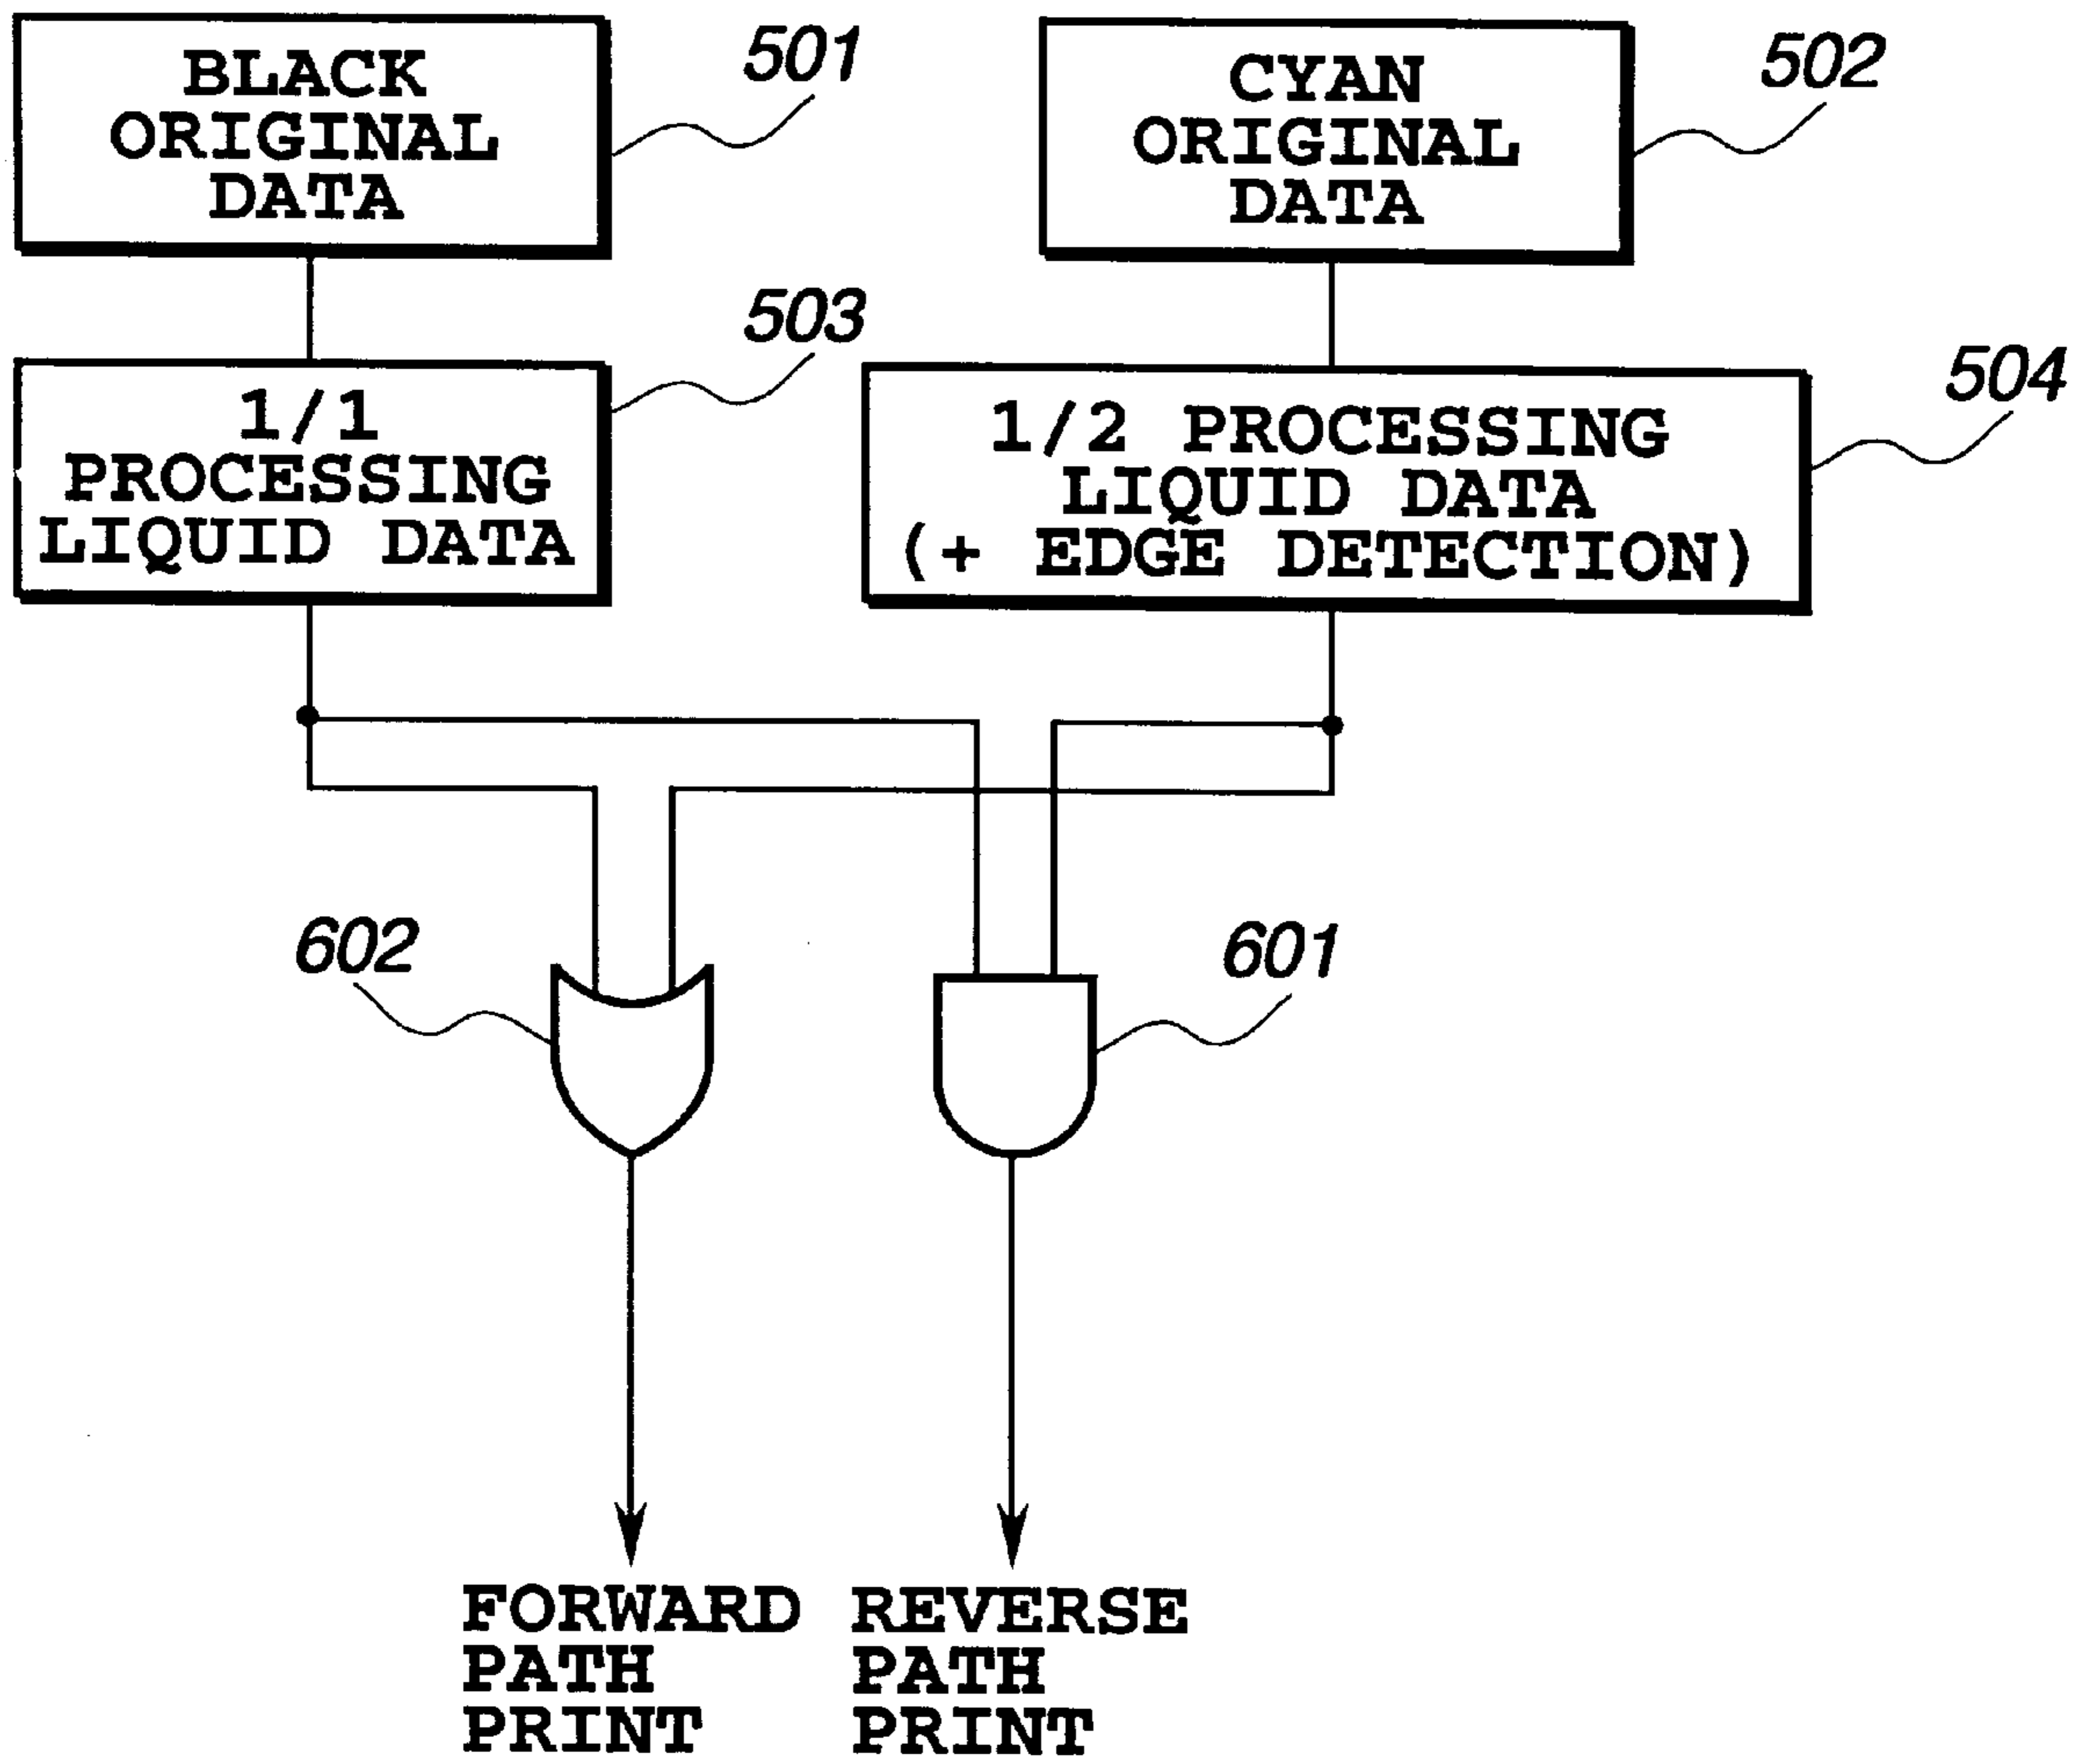 BLACK
ORIGINAL
DATA
501
CYAN
ORIGINAL
DATA
502
1/1
PROCESSING
LIQUID DATA
503
1/2 PROCESSING
LIQUID DATA
(+ EDGE DETECTION)
504
602
601
FORWARD
PATH
PRINT
REVERSE
PATH
PRINT